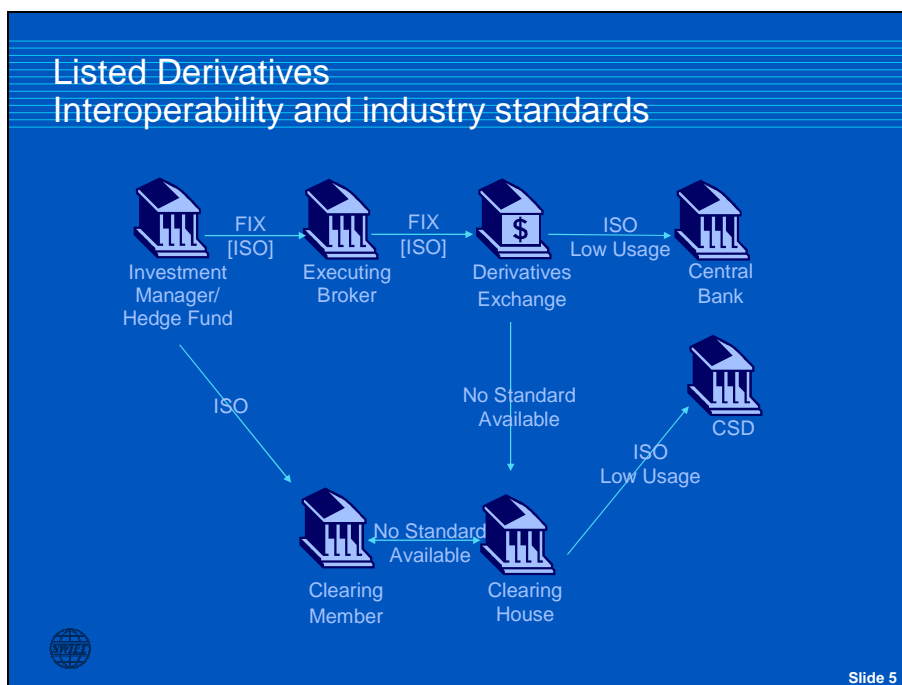 Listed Derivatives
Interoperability and industry standards
FIX
[ISO]
FIX
[ISO]
ISO
Low Usage
Investment
Manager/
Hedge Fund
Executing
Broker
$
Derivatives
Exchange
Central
Bank
ISO
No Standard
Available
CSD
ISO
Low Usage
No Standard
Available
Clearing
Member
Clearing
House
SWIFT
Slide 5